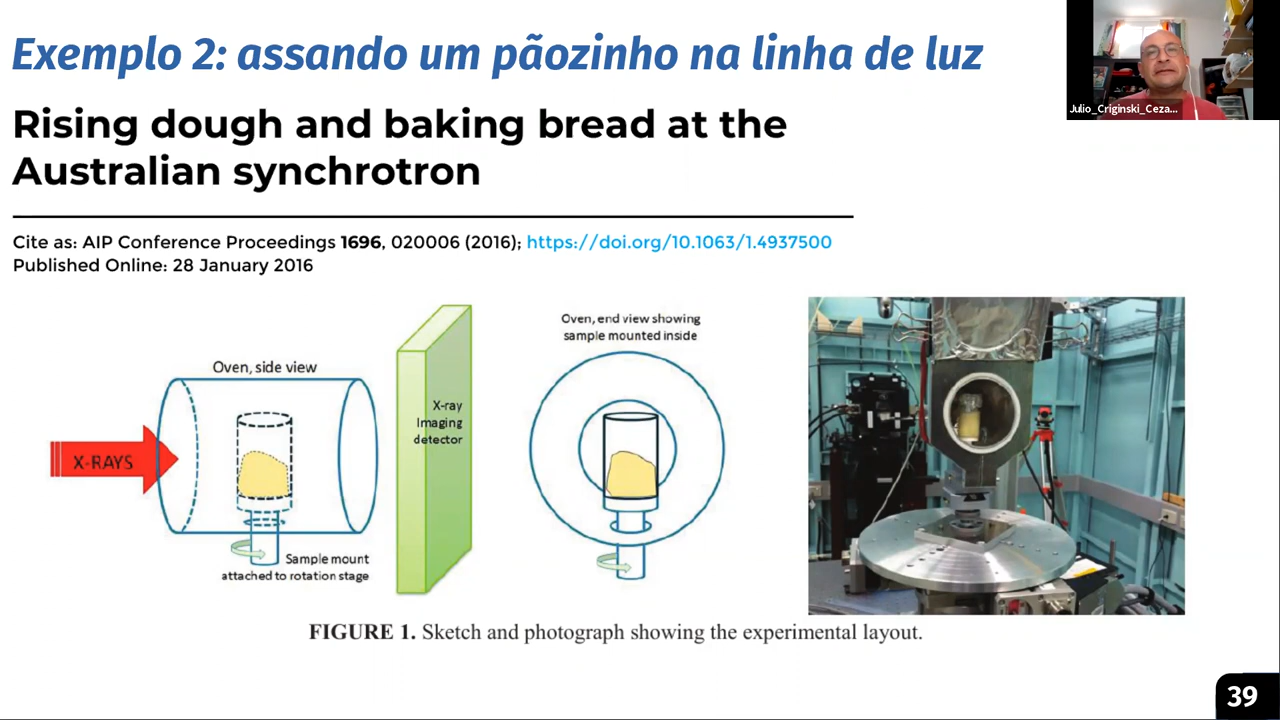 Exemplo 2: assando um pãozinho na linha de luz
Julio_Criginski_Ceza...
Rising dough and baking bread at the
Australian synchrotron
Cite as: AIP Conference Proceedings 1696, 020006 (2016); https://doi.org/10.1063/1.4937500
Published Online: 28 January 2016
Oven, side view
X-RAYS
X-ray
Imaging
detector
Sample mount
attached to rotation stage
Oven, end view showing
sample mounted inside
FIGURE 1. Sketch and photograph showing the experimental layout.
39